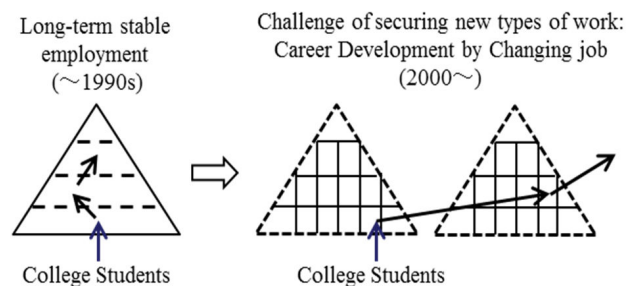 Long-term stable
employment
(～1990s)
Challenge of securing new types of work:
Career Development by Changing job
(2000～)
College Students
College Students